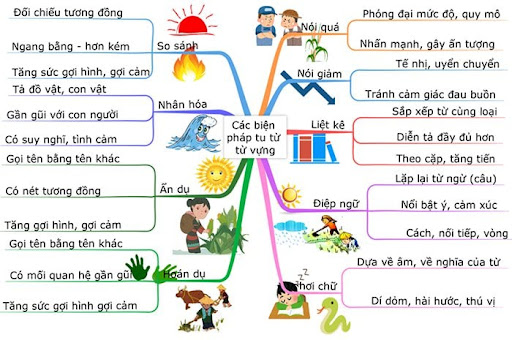 Các biện
pháp tu từ
từ vựng
So sánh
Đối chiếu tương đồng
Ngang bằng - hơn kém
Tăng sức gợi hình, gợi cảm
Nhân hóa
Tả đồ vật, con vật
Gần gũi với con người
Có suy nghĩ, tình cảm
Ẩn dụ
Gọi tên bằng tên khác
Có nét tương đồng
Tăng gợi hình, gợi cảm
Hoán dụ
Gọi tên bằng tên khác
Có mối quan hệ gần gũi
Tăng sức gợi hình gợi cảm
Nói quá
Phóng đại mức độ, quy mô
Nhấn mạnh, gây ấn tượng
Nói giảm
Tế nhị, uyển chuyển
Tránh cảm giác đau buồn
Liệt kê
Sắp xếp từ cùng loại
Diễn tả đầy đủ hơn
Theo cặp, tăng tiến
Điệp ngữ
Lặp lại từ ngữ (câu)
Nổi bật ý, cảm xúc
Cách, nối tiếp, vòng
Chơi chữ
Dựa về âm, về nghĩa của từ
Dí dỏm, hài hước, thú vị